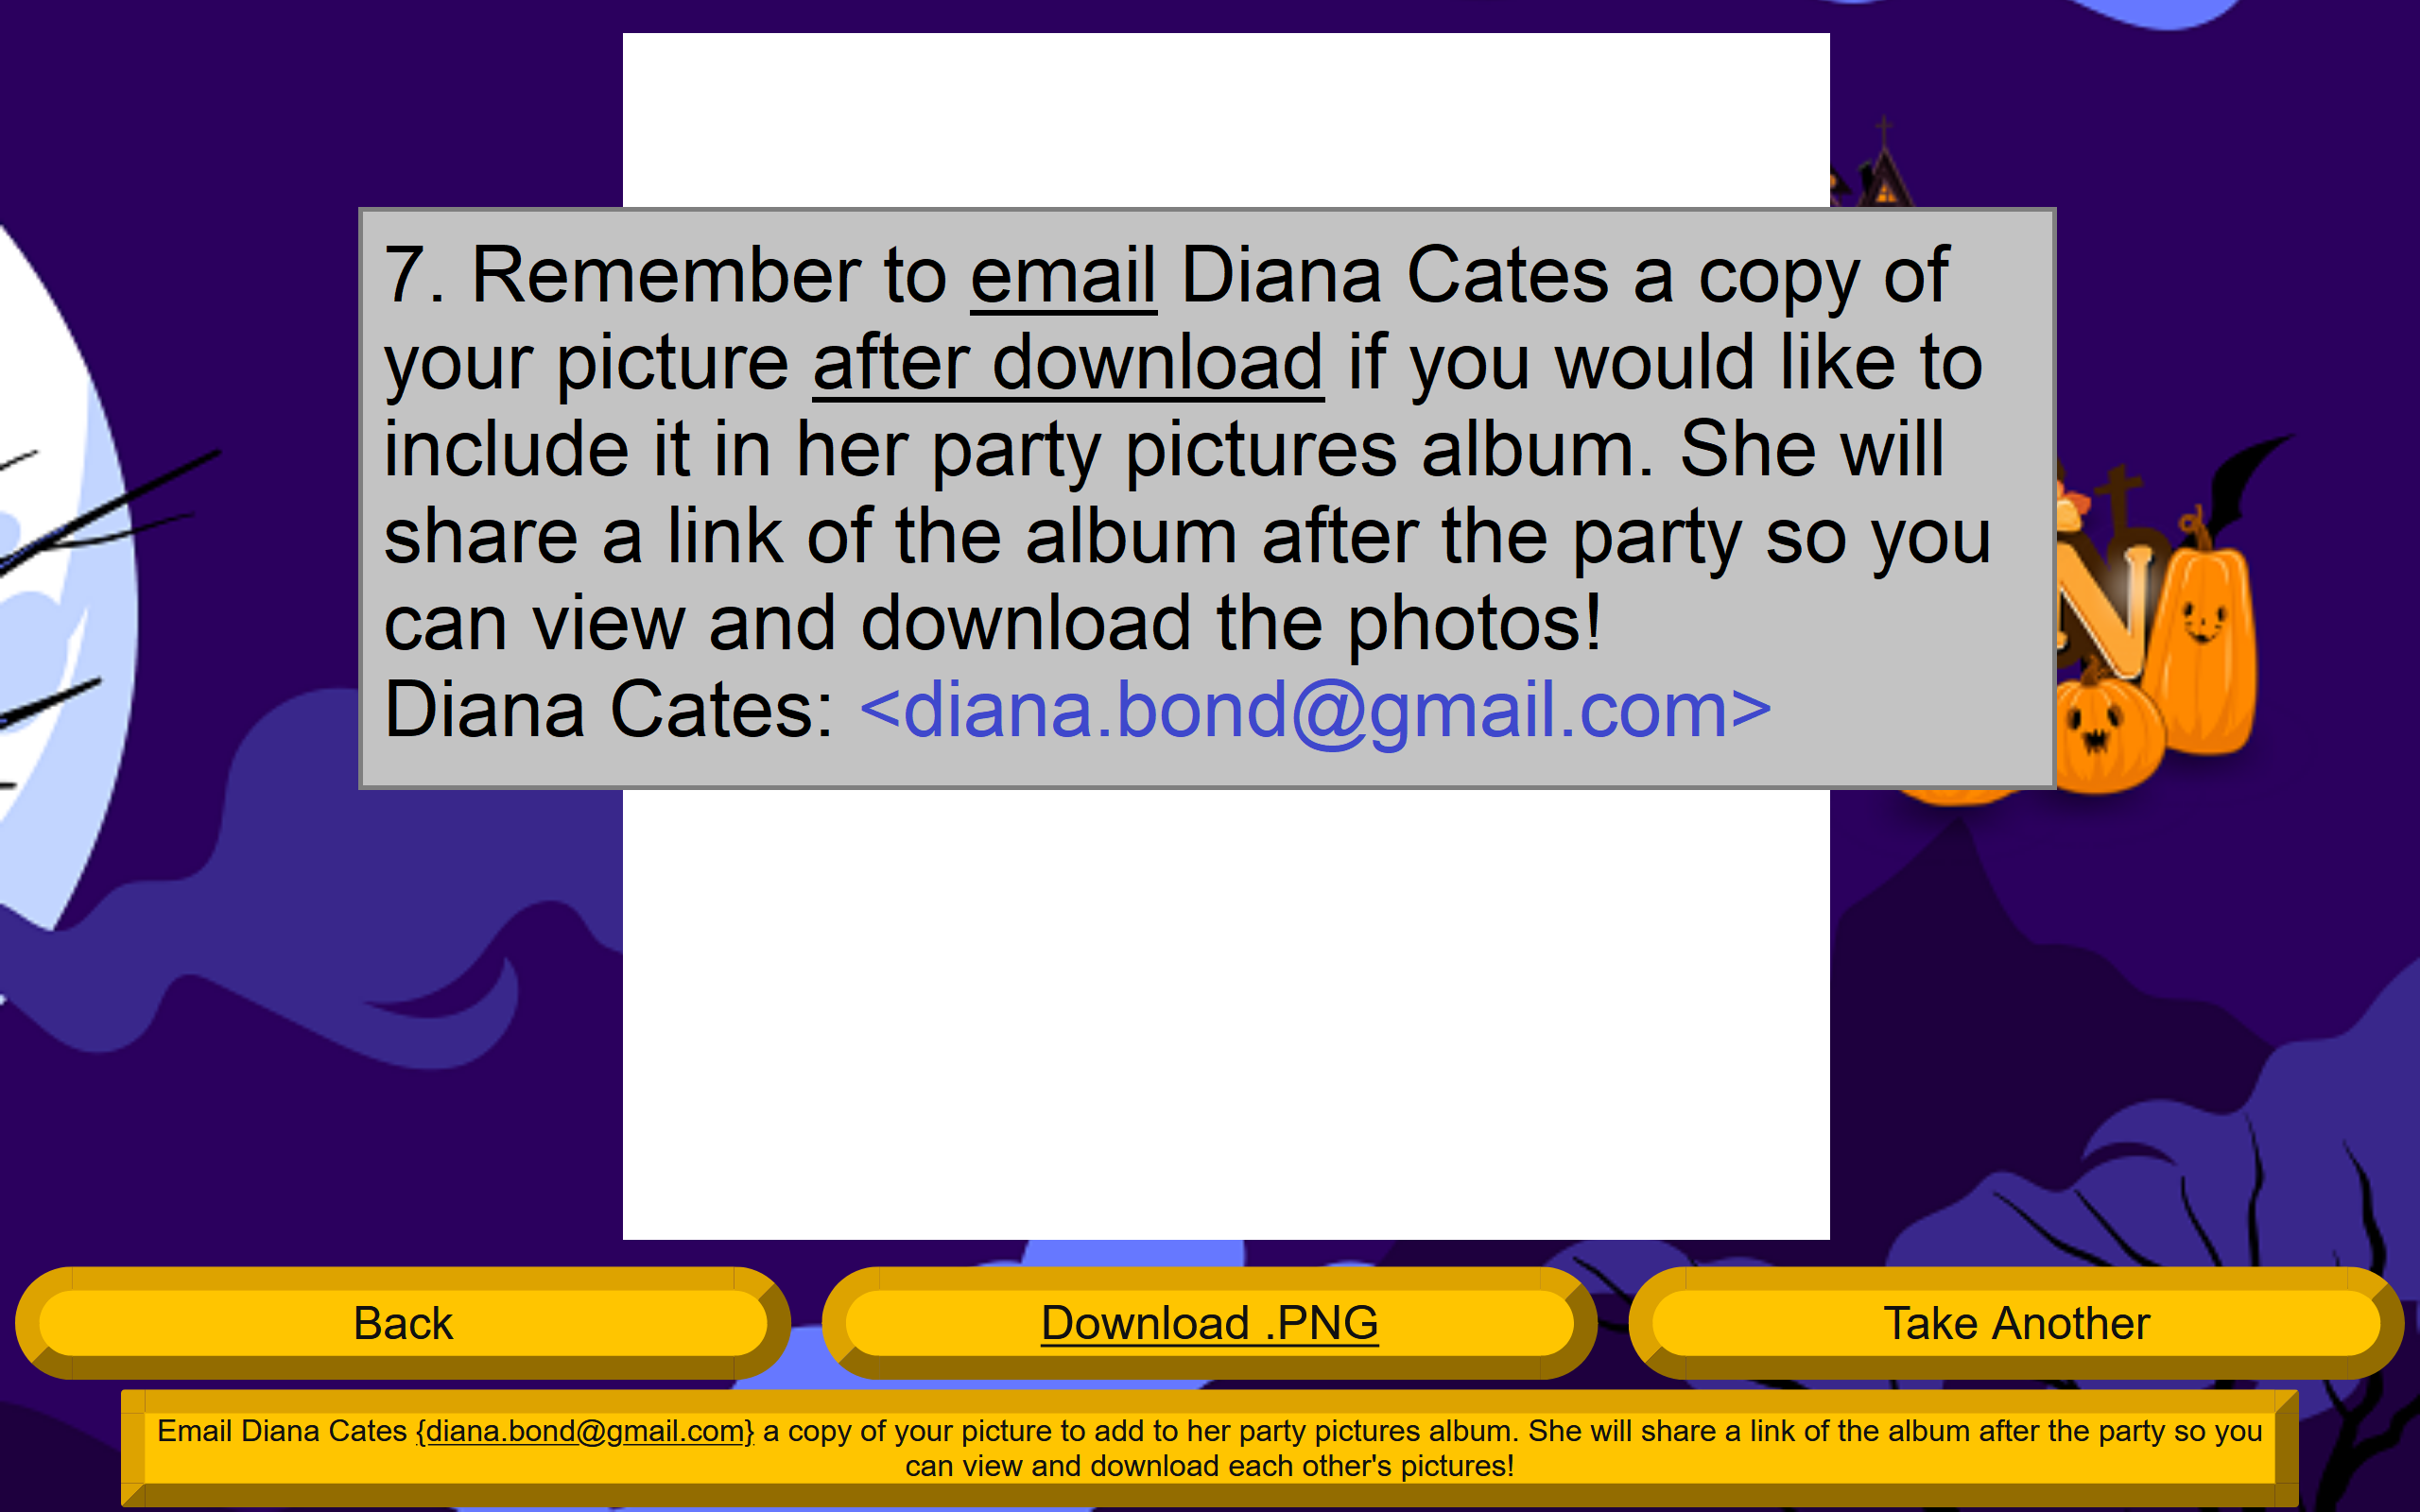 7. Remember to email Diana Cates a copy of
your picture after download if you would like to
include it in her party pictures album. She will
share a link of the album after the party so you
can view and download the photos!
Diana Cates: <diana.bond@gmail.com>
N
Back
Download .PNG
Take Another
Email Diana Cates {diana.bond@gmail.com} a copy of your picture to add to her party pictures album. She will share a link of the album after the party so you
can view and download each other's pictures!